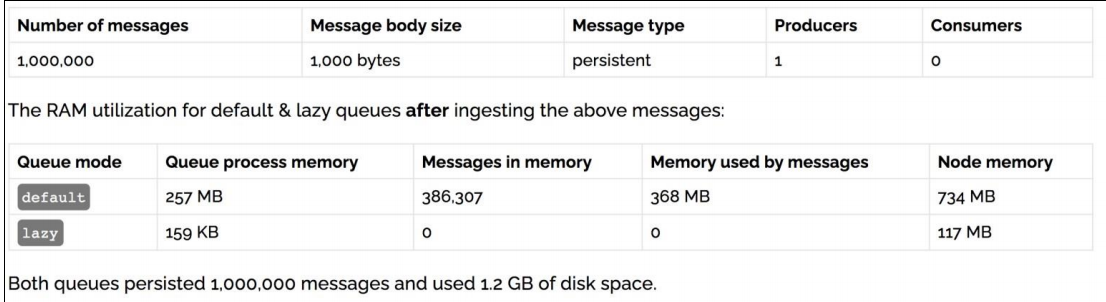 Number of messages Message body size Message type Producers Consumers
1,000,000 1,000 bytes persistent 1 0
The RAM utilization for default & lazy queues after ingesting the above messages:
Queue mode Queue process memory Messages in memory Memory used by messages Node memory
default 257 MB 386,307 368 MB 734 MB
lazy 159 KB 0 0 117 MB
Both queues persisted 1,000,000 messages and used 1.2 GB of disk space.